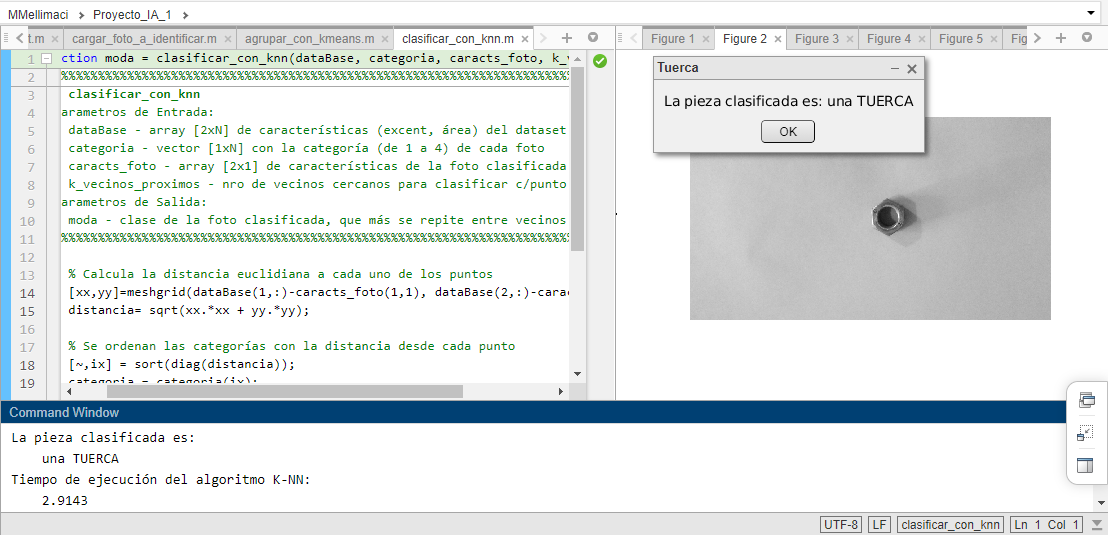 MMellimaci > Proyecto_IA_1 >
t.m × cargar_foto_a_identificar.m × agrupar_con_kmeans.m × clasificar_con_knn.m ×
1 ction moda = clasificar_con_knn(dataBase, categoria, caracts_foto, k_v
2 %%%%%%%%%%%%%%%%%%%%%%%%%%%%%%%%%%%%%%%%%%%%%%%%%%%%%%%%%%%%%%%%%%%%%
3 clasificar_con_knn
4 arametros de Entrada:
5 dataBase - array [2xN] de características (excent, área) del dataset
6 categoria - vector [1xN] con la categoría (de 1 a 4) de cada foto
7 caracts_foto - array [2x1] de características de la foto clasificada
8 k_vecinos_proximos - nro de vecinos cercanos para clasificar c/punto
9 arametros de Salida:
10 moda - clase de la foto clasificada, que más se repite entre vecinos
11 %%%%%%%%%%%%%%%%%%%%%%%%%%%%%%%%%%%%%%%%%%%%%%%%%%%%%%%%%%%%%%%%%%%%%
12
13 % Calcula la distancia euclidiana a cada uno de los puntos
14 [xx,yy]=meshgrid(dataBase(1,:)-caracts_foto(1,1), dataBase(2,:)-carac
15 distancia= sqrt(xx.*xx + yy.*yy);
16
17 % Se ordenan las categorías con la distancia desde cada punto
18 [~,ix] = sort(diag(distancia));
19 categoria = categoria(ix);
Figure 1 × Figure 2 × Figure 3 × Figure 4 × Figure 5 × Fig
Tuerca
La pieza clasificada es: una TUERCA
OK
Command Window
La pieza clasificada es:
una TUERCA
Tiempo de ejecución del algoritmo K-NN:
2.9143
UTF-8 LF clasificar_con_knn Ln 1 Col 1